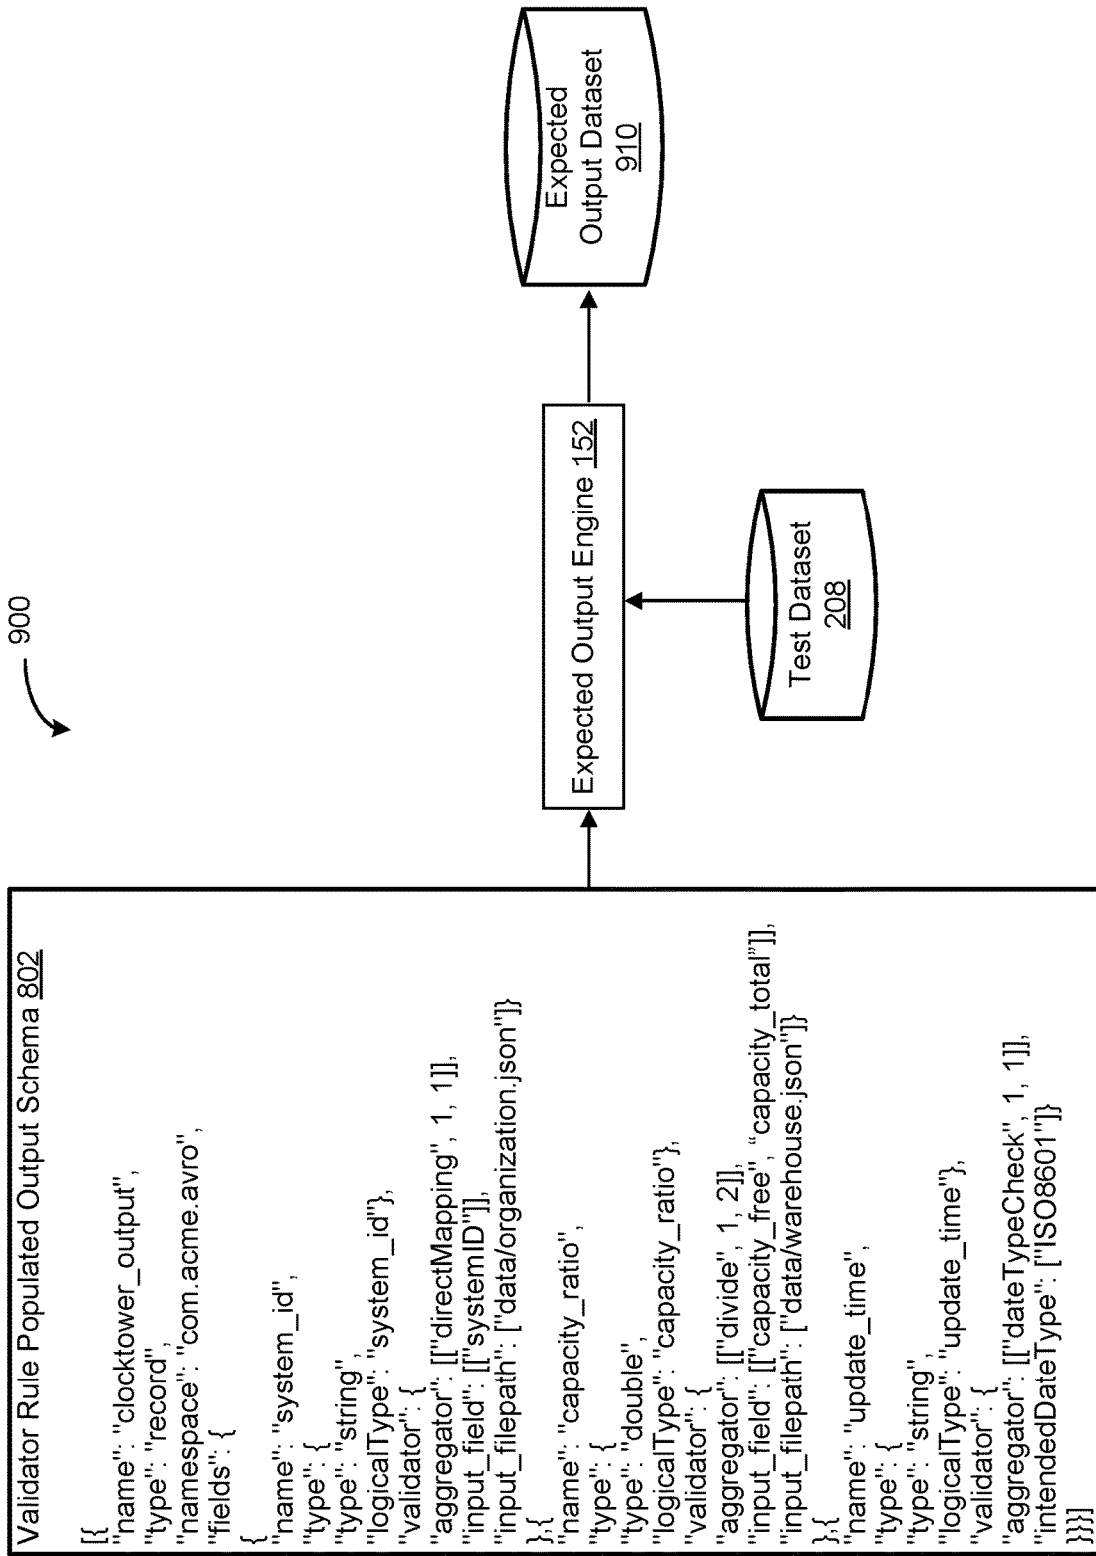 900
Validator Rule Populated Output Schema 802
[[{
"name": "clocktower_output",
"type": "record",
"namespace": "com.acme.avro",
"fields": {
{
"name": "system_id",
"type": {
"type": "string",
"logicalType": "system_id"},
"validator": {
"aggregator": [["directMapping", 1, 1]],
"input_field": [["systemID"]],
"input_filepath": ["data/organization.json"]}
},{
"name": "capacity_ratio",
"type": {
"type": "double",
"logicalType": "capacity_ratio"},
"validator": {
"aggregator": [["divide", 1, 2]],
"input_field": [["capacity_free", “capacity_total”]],
"input_filepath": ["data/warehouse.json"]}
},{
"name": "update_time",
"type": {
"type": "string",
"logicalType": "update_time"},
"validator": {
"aggregator": [["dateTypeCheck", 1, 1]],
"intendedDateType": ["ISO8601"]}
}}}]
Expected Output Engine 152
Test Dataset
208
Expected
Output Dataset
910